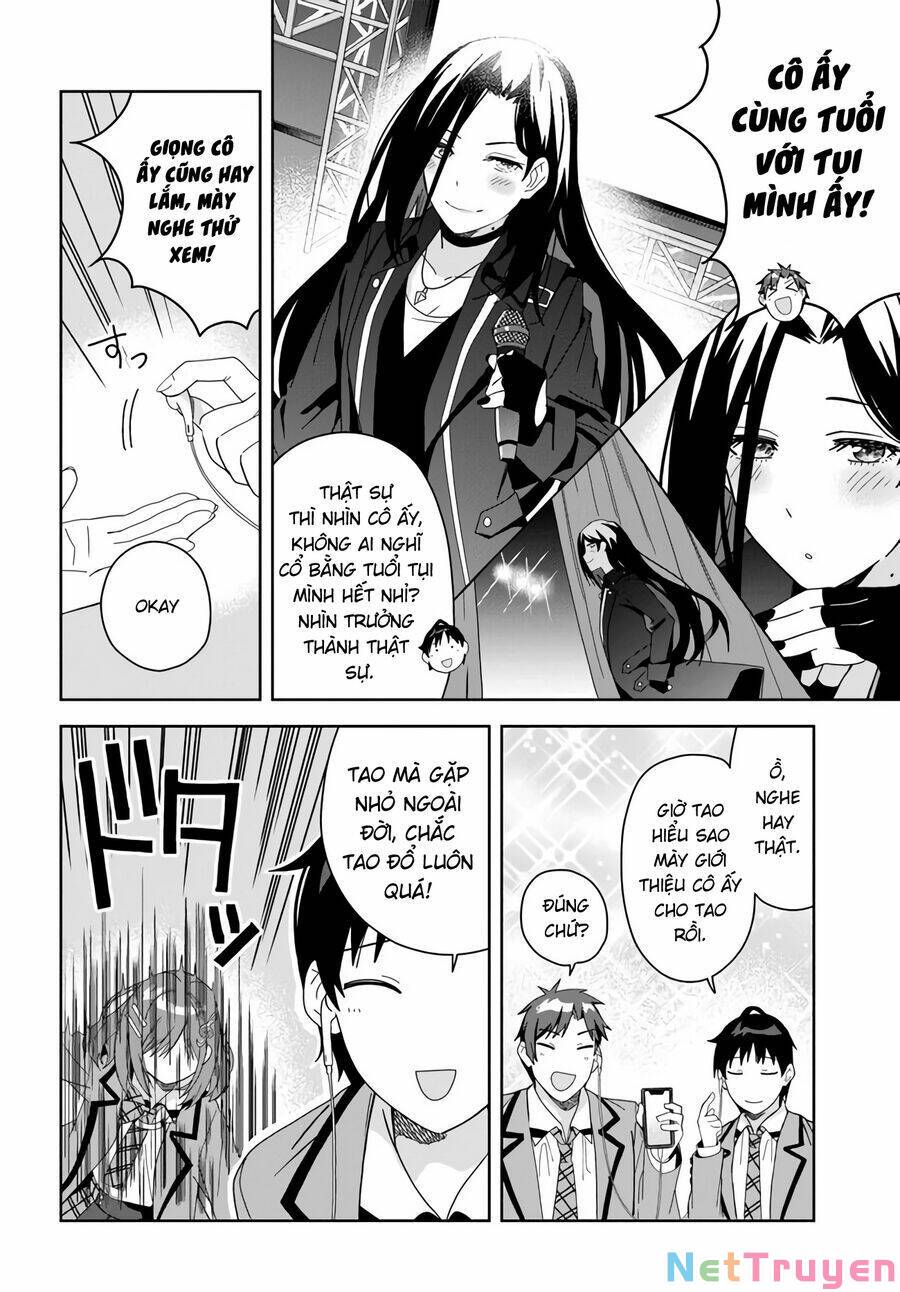 CÔ ẤY
CÙNG TUỔI
VỚI TỤI
MÌNH ẤY!
THẬT SỰ
THÌ NHÌN CÔ ẤY,
KHÔNG AI NGHĨ
CỔ BẰNG TUỔI TỤI
MÌNH HẾT NHỈ?
NHÌN TRƯỞNG
THÀNH THẬT
SỰ.
GIỌNG CÔ
ẤY CŨNG HAY
LẮM, MÀY
NGHE THỬ
XEM!
すっ
OKAY
Ồ,
NGHE HAY
THẬT.
GIỜ TAO
HIỂU SAO
MÀY GIỚI
THIỆU CÔ ẤY
CHO TAO
RỒI.
ĐÚNG
CHỨ?
TAO MÀ GẶP
NHỎ NGOÀI
ĐỜI, CHẮC
TAO ĐỔ LUÔN
QUÁ!
ドタッ
NetTruyen